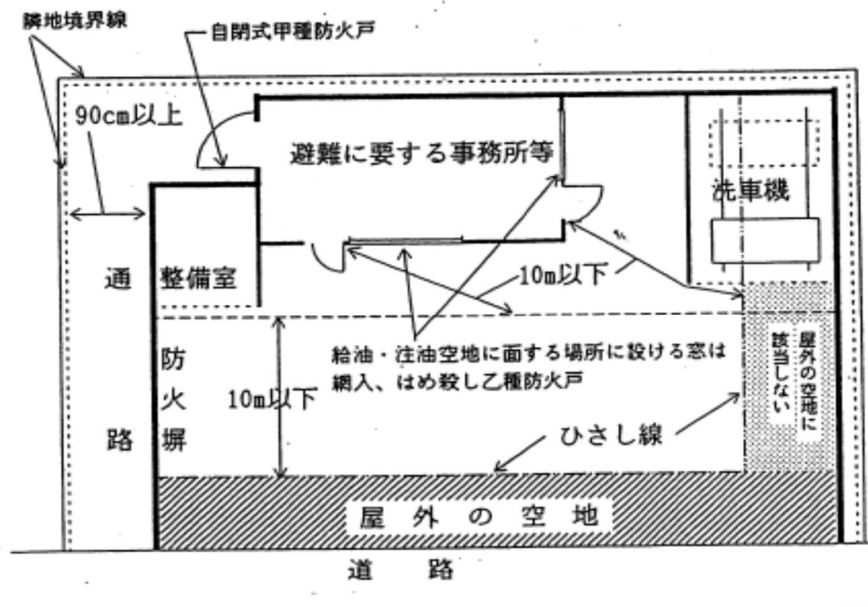 隣地境界線
自閉式甲種防火戸
90cm以上
避難に要する事務所等
洗車機
通路
整備室
10m以下
防火塀
10m以下
給油・注油空地に面する場所に設ける窓は
網入、はめ殺し乙種防火戸
屋外の空地に
該当しない
ひさし線
屋外の空地
道路